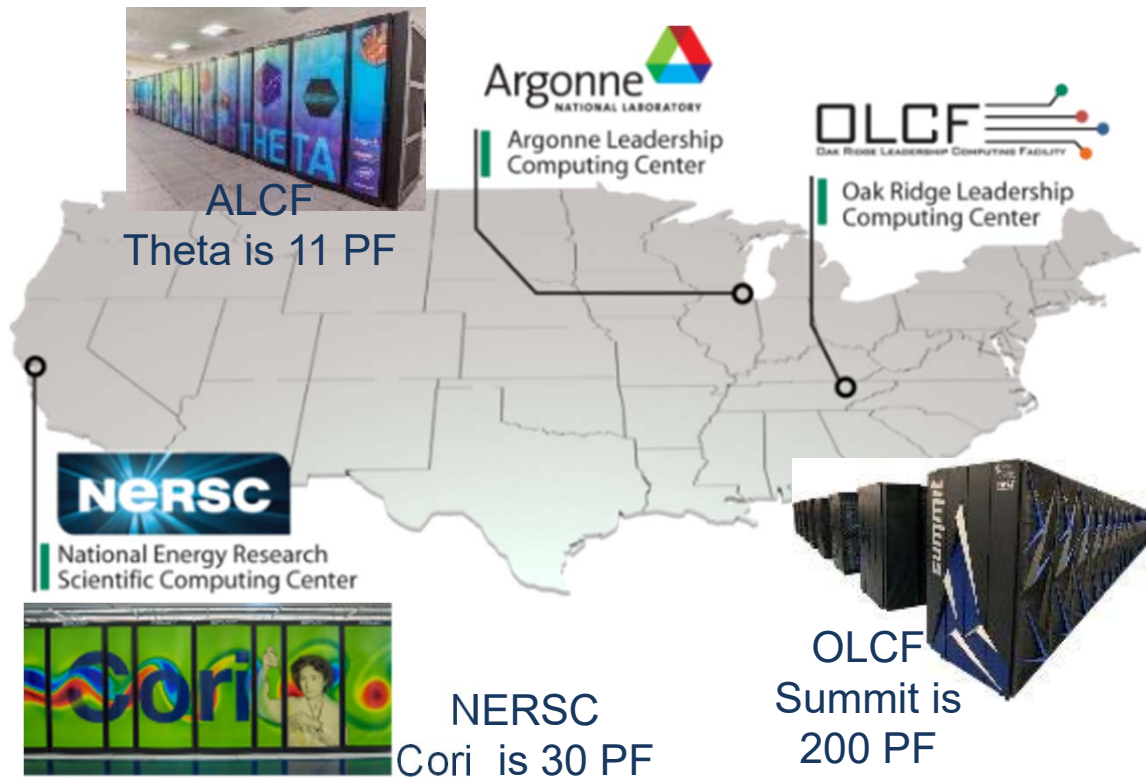 THETA
ALCF
Theta is 11 PF
Argonne
NATIONAL LABORATORY
Argonne Leadership
Computing Center
OLCF
OAK RIDGE LEADERSHIP COMPUTING FACILITY
Oak Ridge Leadership
Computing Center
NERSC
National Energy Research
Scientific Computing Center
Cori
NERSC
Cori is 30 PF
summit
OLCF
Summit is
200 PF